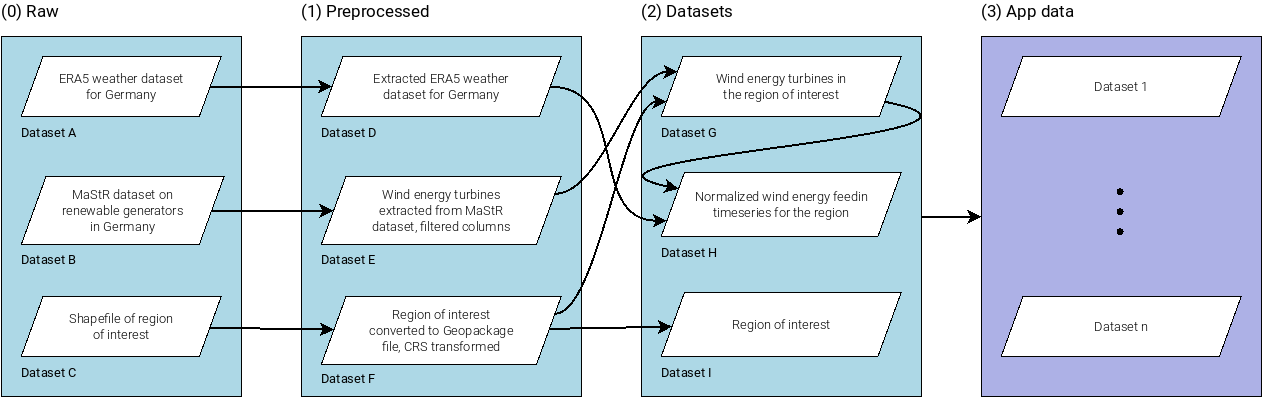 (0) Raw
ERA5 weather dataset
for Germany
Dataset A
MaStR dataset on
renewable generators
in Germany
Dataset B
Shapefile of region
of interest
Dataset C
(1) Preprocessed
Extracted ERA5 weather
dataset for Germany
Dataset D
Wind energy turbines
extracted from MaStR
dataset, filtered columns
Dataset E
Region of interest
converted to Geopackage
file, CRS transformed
Dataset F
(2) Datasets
Wind energy turbines in
the region of interest
Dataset G
Normalized wind energy feedin
timeseries for the region
Dataset H
Region of interest
Dataset I
(3) App data
Dataset 1
Dataset n